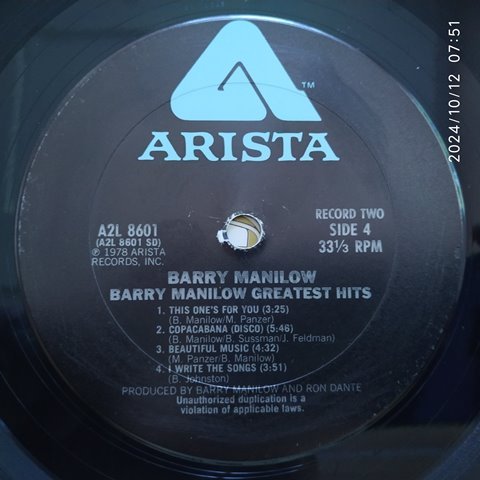 ™
ARISTA
A2L 8601
(A2L 8601 SD)
℗ 1978 ARISTA
RECORDS, INC.
RECORD TWO
SIDE 4
33⅓ RPM
BARRY MANILOW
BARRY MANILOW GREATEST HITS
1. THIS ONE'S FOR YOU (3:25)
(B. Manilow/M. Panzer)
2. COPACABANA (DISCO) (5:46)
(B. Manilow/B. Sussman/J. Feldman)
3. BEAUTIFUL MUSIC (4:32)
(M. Panzer/B. Manilow)
4. I WRITE THE SONGS (3:51)
(B. Johnston)
PRODUCED BY BARRY MANILOW AND RON DANTE
Unauthorized duplication is a
violation of applicable laws.
2024/10/12 07:51